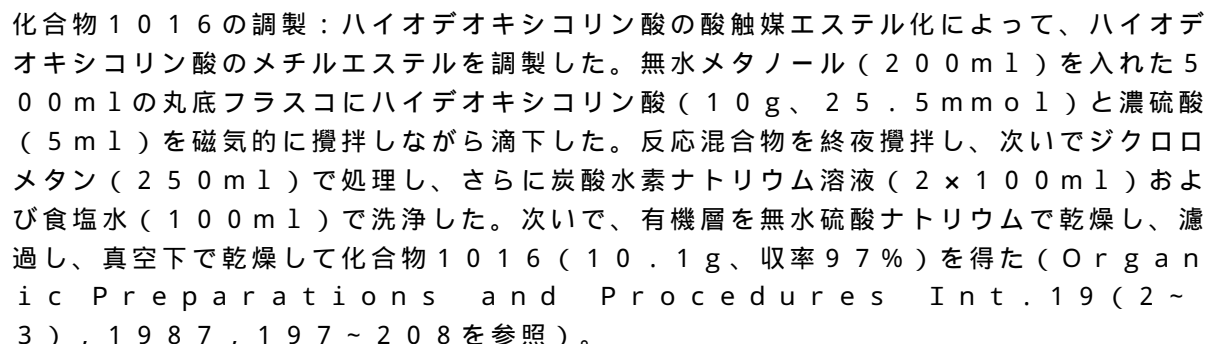 化合物１０１６の調製：ハイオデオキシコリン酸の酸触媒エステル化によって、ハイオデ
オキシコリン酸のメチルエステルを調製した。無水メタノール（２００ｍｌ）を入れた５
００ｍｌの丸底フラスコにハイデオキシコリン酸（１０ｇ、２５．５ｍｍｏｌ）と濃硫酸
（５ｍｌ）を磁気的に攪拌しながら滴下した。反応混合物を終夜攪拌し、次いでジクロロ
メタン（２５０ｍｌ）で処理し、さらに炭酸水素ナトリウム溶液（２×１００ｍｌ）およ
び食塩水（１００ｍｌ）で洗浄した。次いで、有機層を無水硫酸ナトリウムで乾燥し、濾
過し、真空下で乾燥して化合物１０１６（１０．１ｇ、収率９７％）を得た（Ｏｒｇａｎ
ｉｃ　Ｐｒｅｐａｒａｔｉｏｎｓ　ａｎｄ　Ｐｒｏｃｅｄｕｒｅｓ　Ｉｎｔ．１９（２～
３），１９８７，１９７～２０８を参照）。